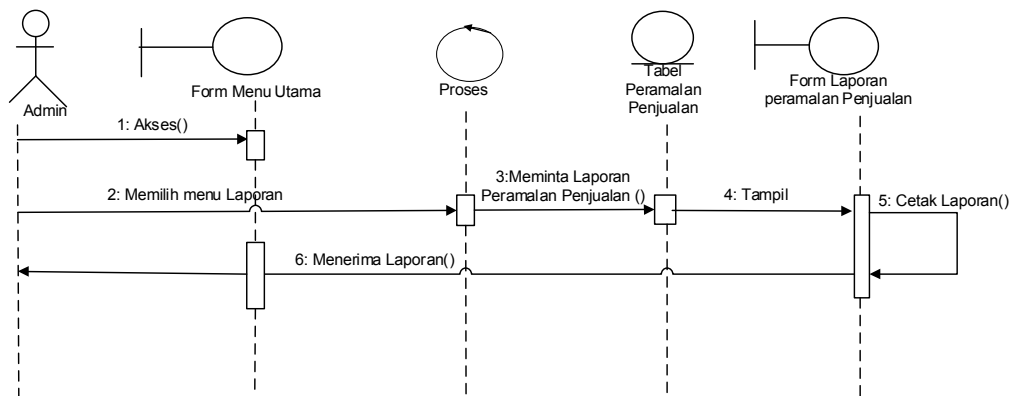 Admin
Form Menu Utama
Proses
Tabel
Peramalan
Penjualan
Form Laporan
peramalan Penjualan
1: Akses()
2: Memilih menu Laporan
3:Meminta Laporan
Peramalan Penjualan ()
4: Tampil
5: Cetak Laporan()
6: Menerima Laporan()